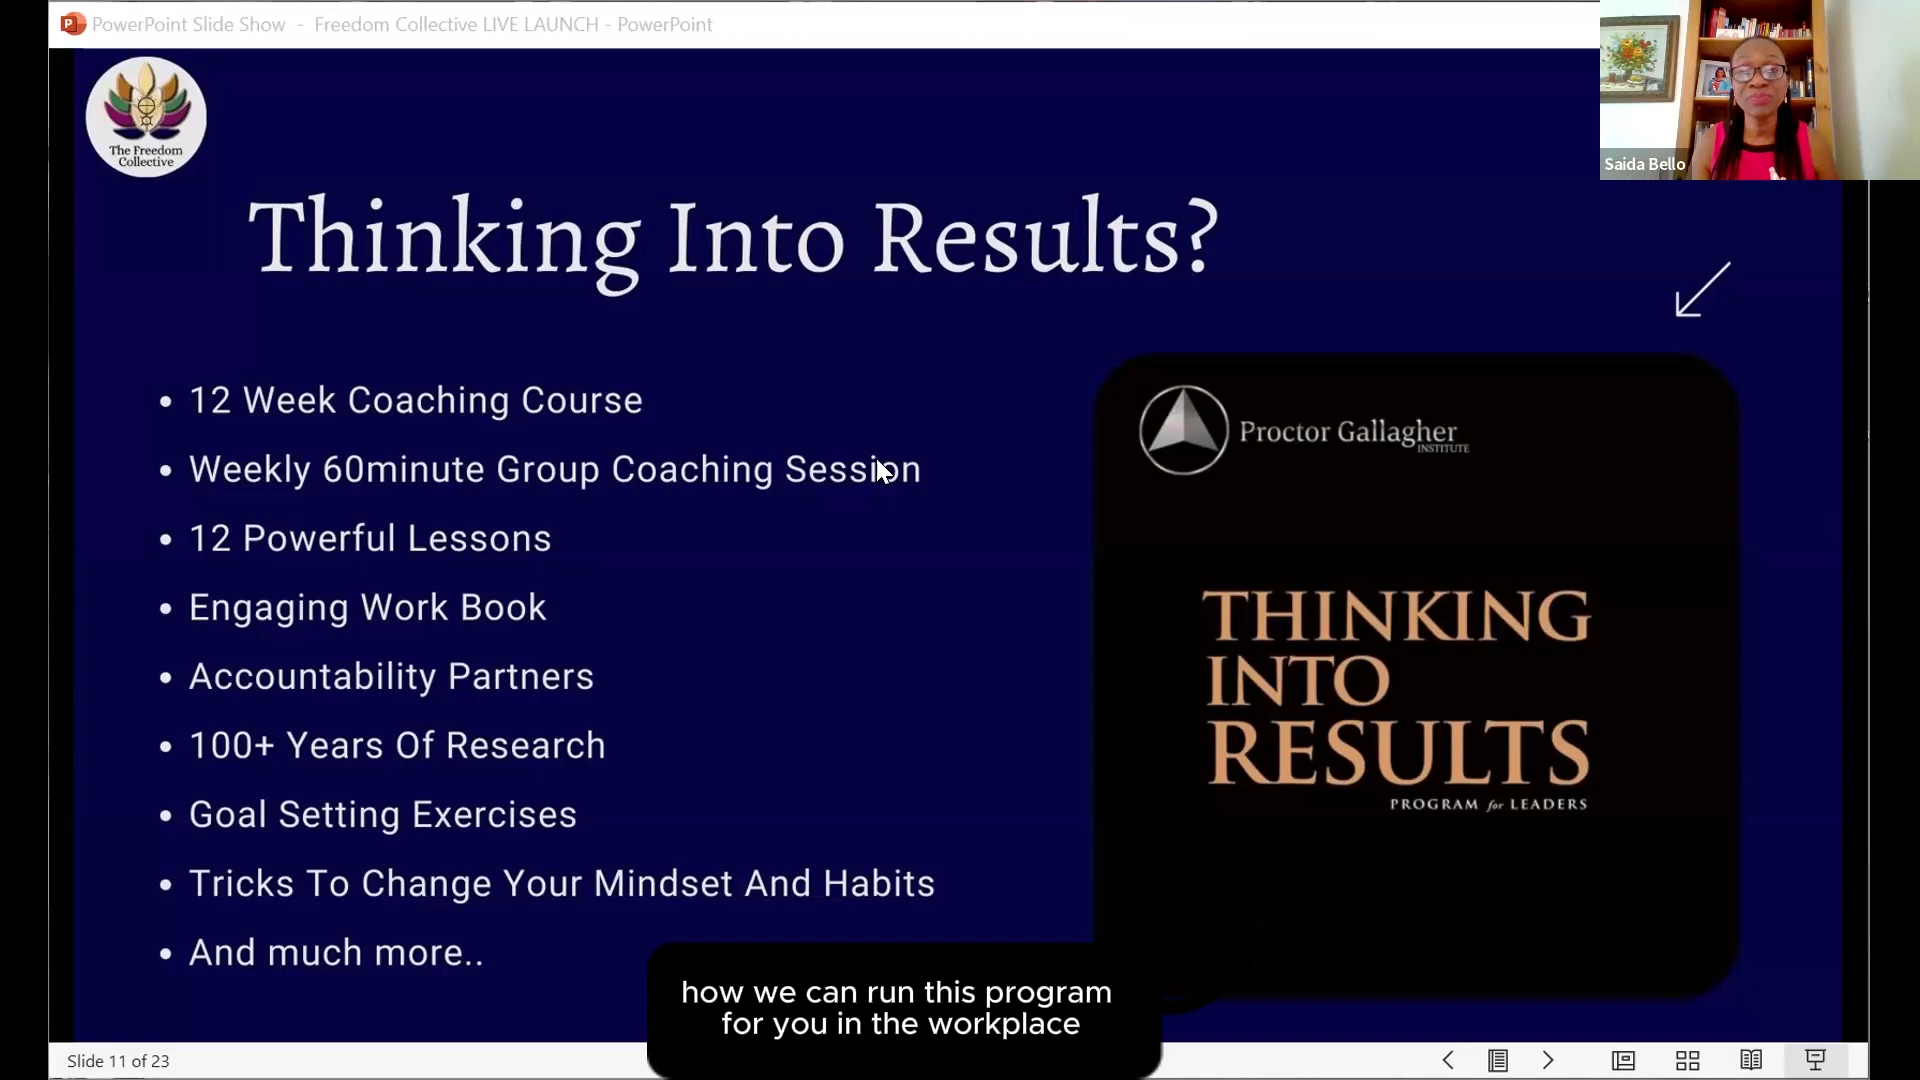 PowerPoint Slide Show - Freedom Collective LIVE LAUNCH - PowerPoint
The Freedom
Collective
Saida Bello
Thinking Into Results?
• 12 Week Coaching Course
• Weekly 60minute Group Coaching Session
• 12 Powerful Lessons
• Engaging Work Book
• Accountability Partners
• 100+ Years Of Research
• Goal Setting Exercises
• Tricks To Change Your Mindset And Habits
• And much more..
Proctor Gallagher
INSTITUTE
THINKING
INTO
RESULTS
PROGRAM for LEADERS
how we can run this program
for you in the workplace
Slide 11 of 23